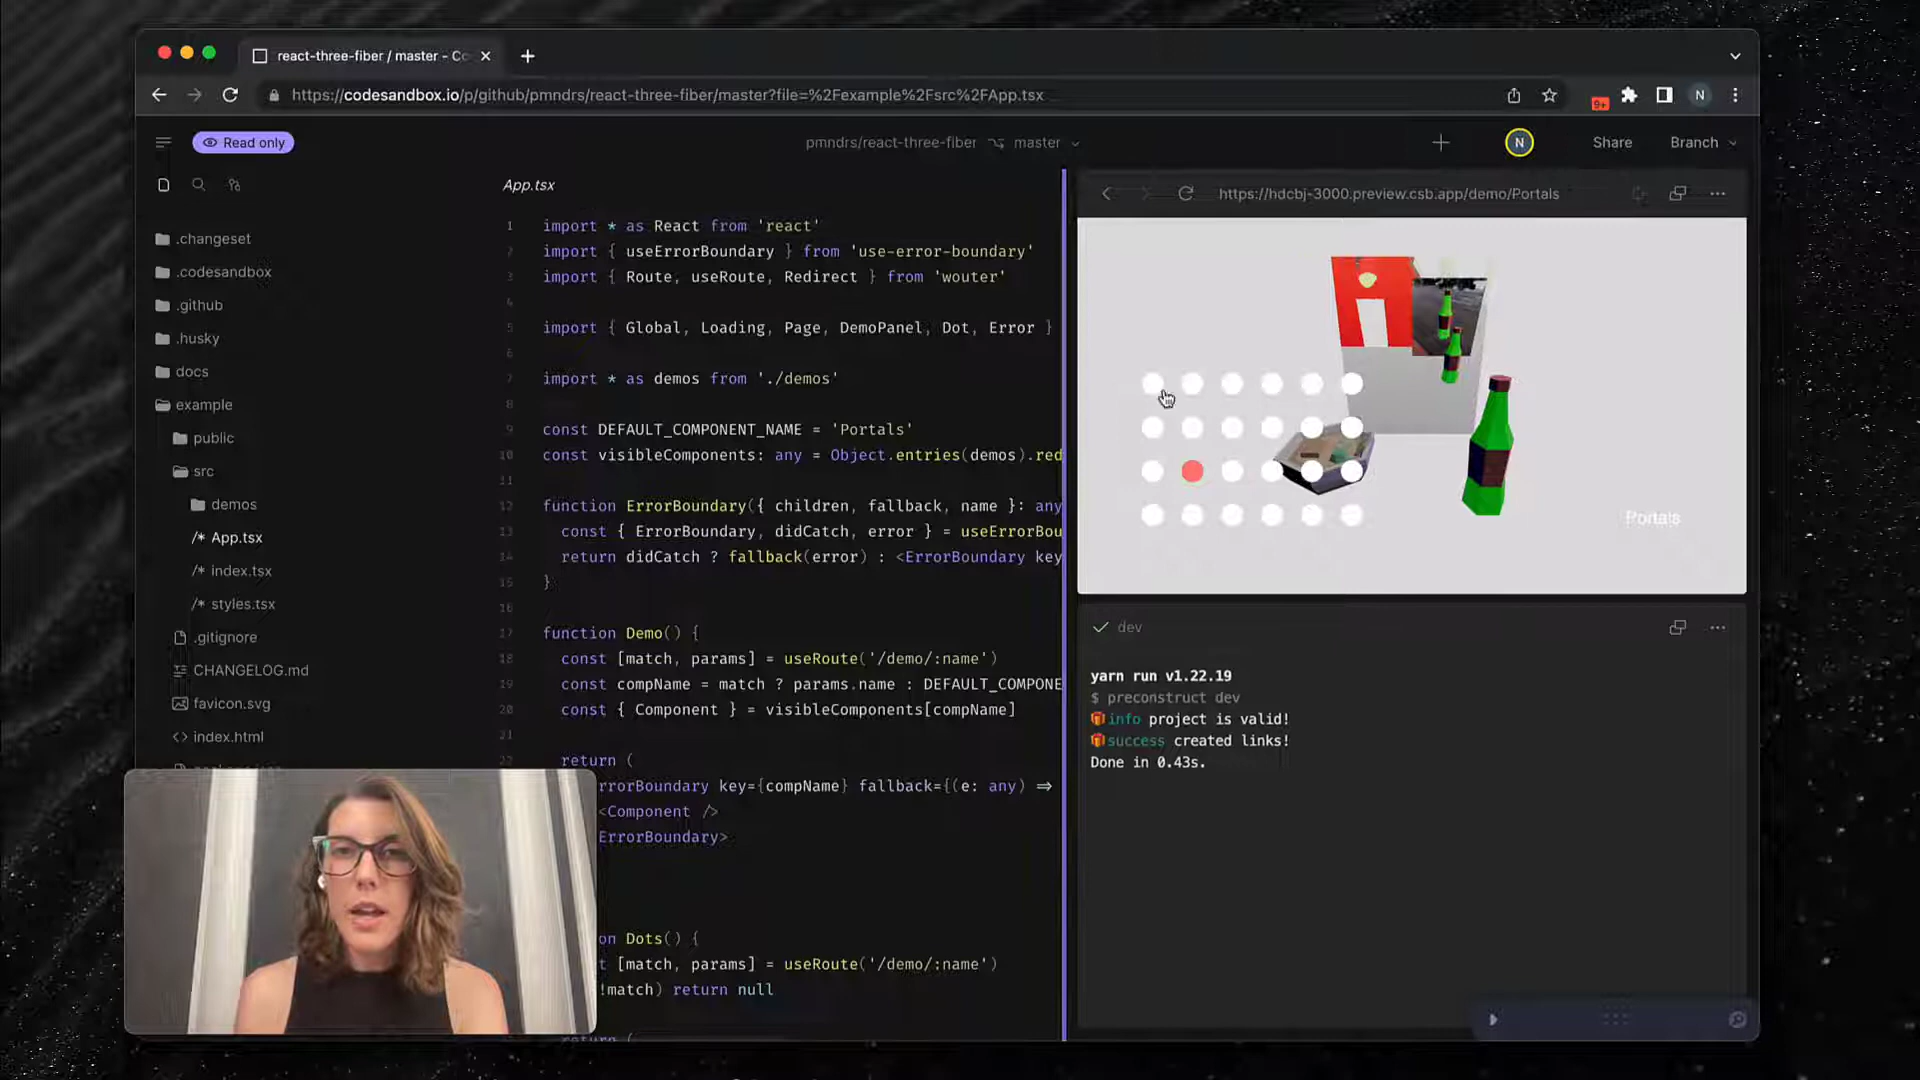 react-three-fiber / master - Co
https://codesandbox.io/p/github/pmndrs/react-three-fiber/master?file=%2Fexample%2Fsrc%2FApp.tsx
9+
N
Read only
pmndrs/react-three-fiber
master
N
Share
Branch
.changeset
.codesandbox
.github
.husky
docs
example
public
src
demos
/* App.tsx
/* index.tsx
/* styles.tsx
.gitignore
CHANGELOG.md
favicon.svg
<> index.html
App.tsx
1 import * as React from 'react'
2 import { useErrorBoundary } from 'use-error-boundary'
3 import { Route, useRoute, Redirect } from 'wouter'
4
5 import { Global, Loading, Page, DemoPanel, Dot, Error }
6
7 import * as demos from './demos'
8
9 const DEFAULT_COMPONENT_NAME = 'Portals'
10 const visibleComponents: any = Object.entries(demos).red
11
12 function ErrorBoundary({ children, fallback, name }: any
13 const { ErrorBoundary, didCatch, error } = useErrorBou
14 return didCatch ? fallback(error) : <ErrorBoundary key
15 }
16
17 function Demo() {
18 const [match, params] = useRoute('/demo/:name')
19 const compName = match ? params.name : DEFAULT_COMPONE
20 const { Component } = visibleComponents[compName]
21
22 return (
rrorBoundary key={compName} fallback={(e: any) =>
<Component />
ErrorBoundary>
on Dots() {
t [match, params] = useRoute('/demo/:name')
!match) return null
return (
https://hdcbj-3000.preview.csb.app/demo/Portals
Portals
dev
yarn run v1.22.19
$ preconstruct dev
info project is valid!
success created links!
Done in 0.43s.